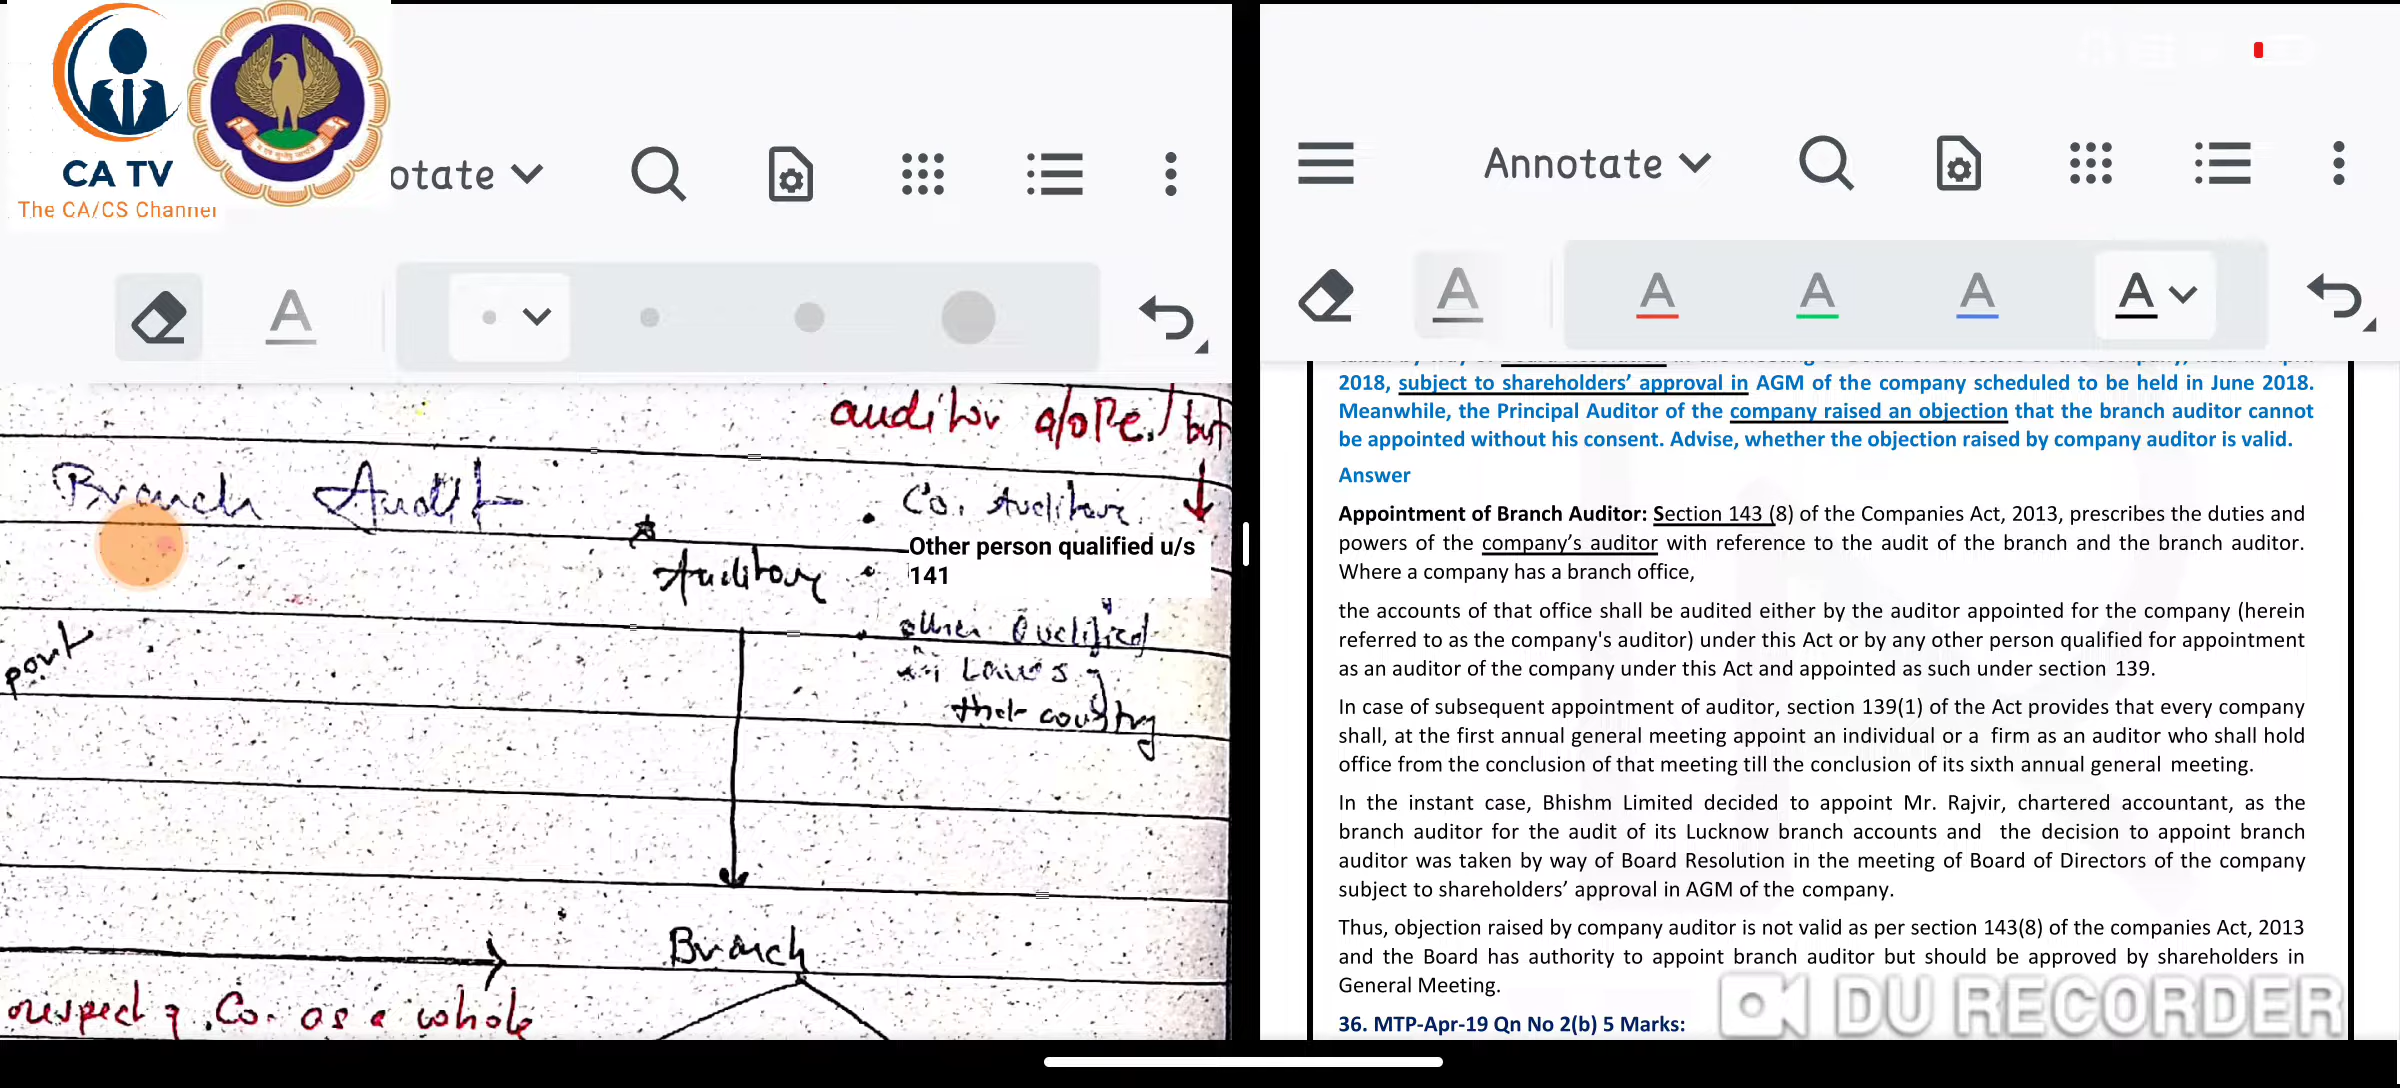 CA TV
The CA/CS Channel
otate
auditor
but
Branch Audit
Co. Auditor
Other person qualified u/s
141
Auditor
other Qualified
Laws
that country
port
Branch
respect of Co. as a whole
Annotate
A
A A A A
2018, subject to shareholders’ approval in AGM of the company scheduled to be held in June 2018.
Meanwhile, the Principal Auditor of the company raised an objection that the branch auditor cannot
be appointed without his consent. Advise, whether the objection raised by company auditor is valid.
Answer
Appointment of Branch Auditor: Section 143 (8) of the Companies Act, 2013, prescribes the duties and
powers of the company’s auditor with reference to the audit of the branch and the branch auditor.
Where a company has a branch office,
the accounts of that office shall be audited either by the auditor appointed for the company (herein
referred to as the company's auditor) under this Act or by any other person qualified for appointment
as an auditor of the company under this Act and appointed as such under section 139.
In case of subsequent appointment of auditor, section 139(1) of the Act provides that every company
shall, at the first annual general meeting appoint an individual or a firm as an auditor who shall hold
office from the conclusion of that meeting till the conclusion of its sixth annual general meeting.
In the instant case, Bhishm Limited decided to appoint Mr. Rajvir, chartered accountant, as the
branch auditor for the audit of its Lucknow branch accounts and the decision to appoint branch
auditor was taken by way of Board Resolution in the meeting of Board of Directors of the company
subject to shareholders’ approval in AGM of the company.
Thus, objection raised by company auditor is not valid as per section 143(8) of the companies Act, 2013
and the Board has authority to appoint branch auditor but should be approved by shareholders in
General Meeting.
36. MTP-Apr-19 Qn No 2(b) 5 Marks:
DU RECORDER